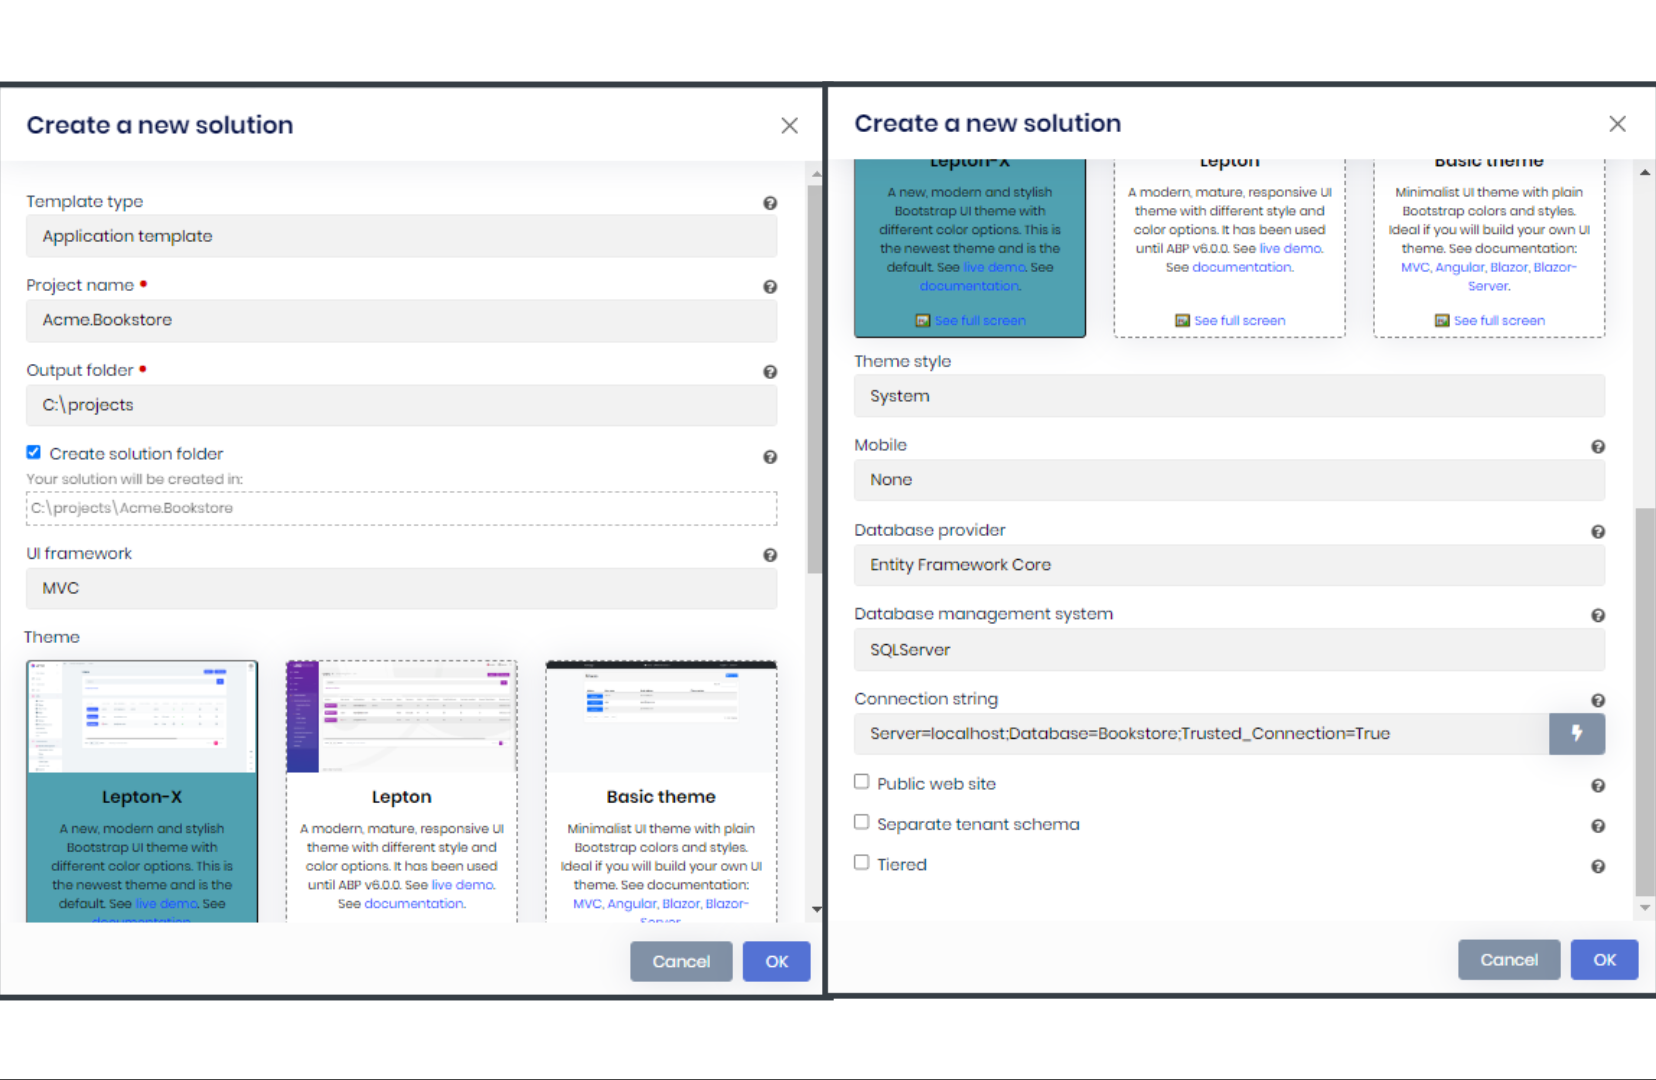 Create a new solution
Template type
Application template
Project name
Acme.Bookstore
Output folder
C:\projects
Create solution folder
Your solution will be created in:
C:\projects\Acme.Bookstore
UI framework
MVC
Theme
Lepton-X
A new, modern and stylish
Bootstrap UI theme with
different color options. This is
the newest theme and is the
default. See live demo. See
documentation
Lepton
A modern, mature, responsive UI
theme with different style and
color options. It has been used
until ABP v6.0.0. See live demo.
See documentation.
Basic theme
Minimalist UI theme with plain
Bootstrap colors and styles.
Ideal if you will build your own UI
theme. See documentation:
MVC, Angular, Blazor, Blazor-
Server
Cancel
OK
Create a new solution
Lepton-X
A new, modern and stylish
Bootstrap UI theme with
different color options. This is
the newest theme and is the
default. See live demo. See
documentation.
See full screen
Lepton
A modern, mature, responsive UI
theme with different style and
color options. It has been used
until ABP v6.0.0. See live demo.
See documentation.
See full screen
Basic theme
Minimalist UI theme with plain
Bootstrap colors and styles.
Ideal if you will build your own UI
theme. See documentation:
MVC, Angular, Blazor, Blazor-
Server.
See full screen
Theme style
System
Mobile
None
Database provider
Entity Framework Core
Database management system
SQLServer
Connection string
Server=localhost;Database=Bookstore;Trusted_Connection=True
Public web site
Separate tenant schema
Tiered
Cancel
OK